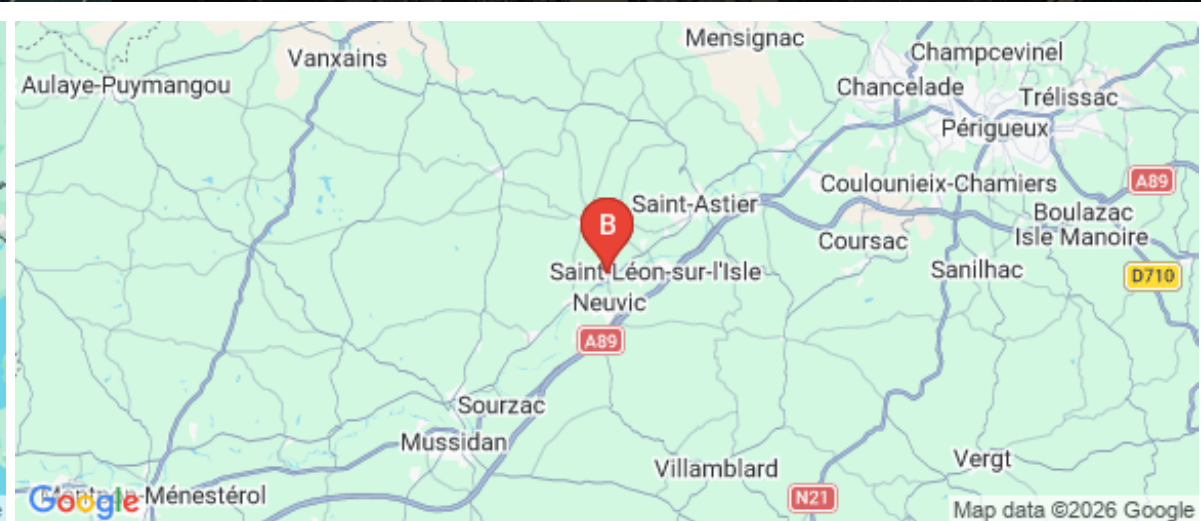 Mensignac
Vanxains
Champcevinel
Aulaye-Puymangou
Chancelade
Trélissac
Périgueux
A89
Coulounieix-Chamiers
Saint-Astier
B
Boulazac
Isle Manoire
Coursac
Saint-Léon-sur-l'Isle
Sanilhac
D710
Neuvic
A89
Sourzac
Mussidan
Vergt
Villamblard
N21
Ménestérol
Google
Map data ©2026 Google